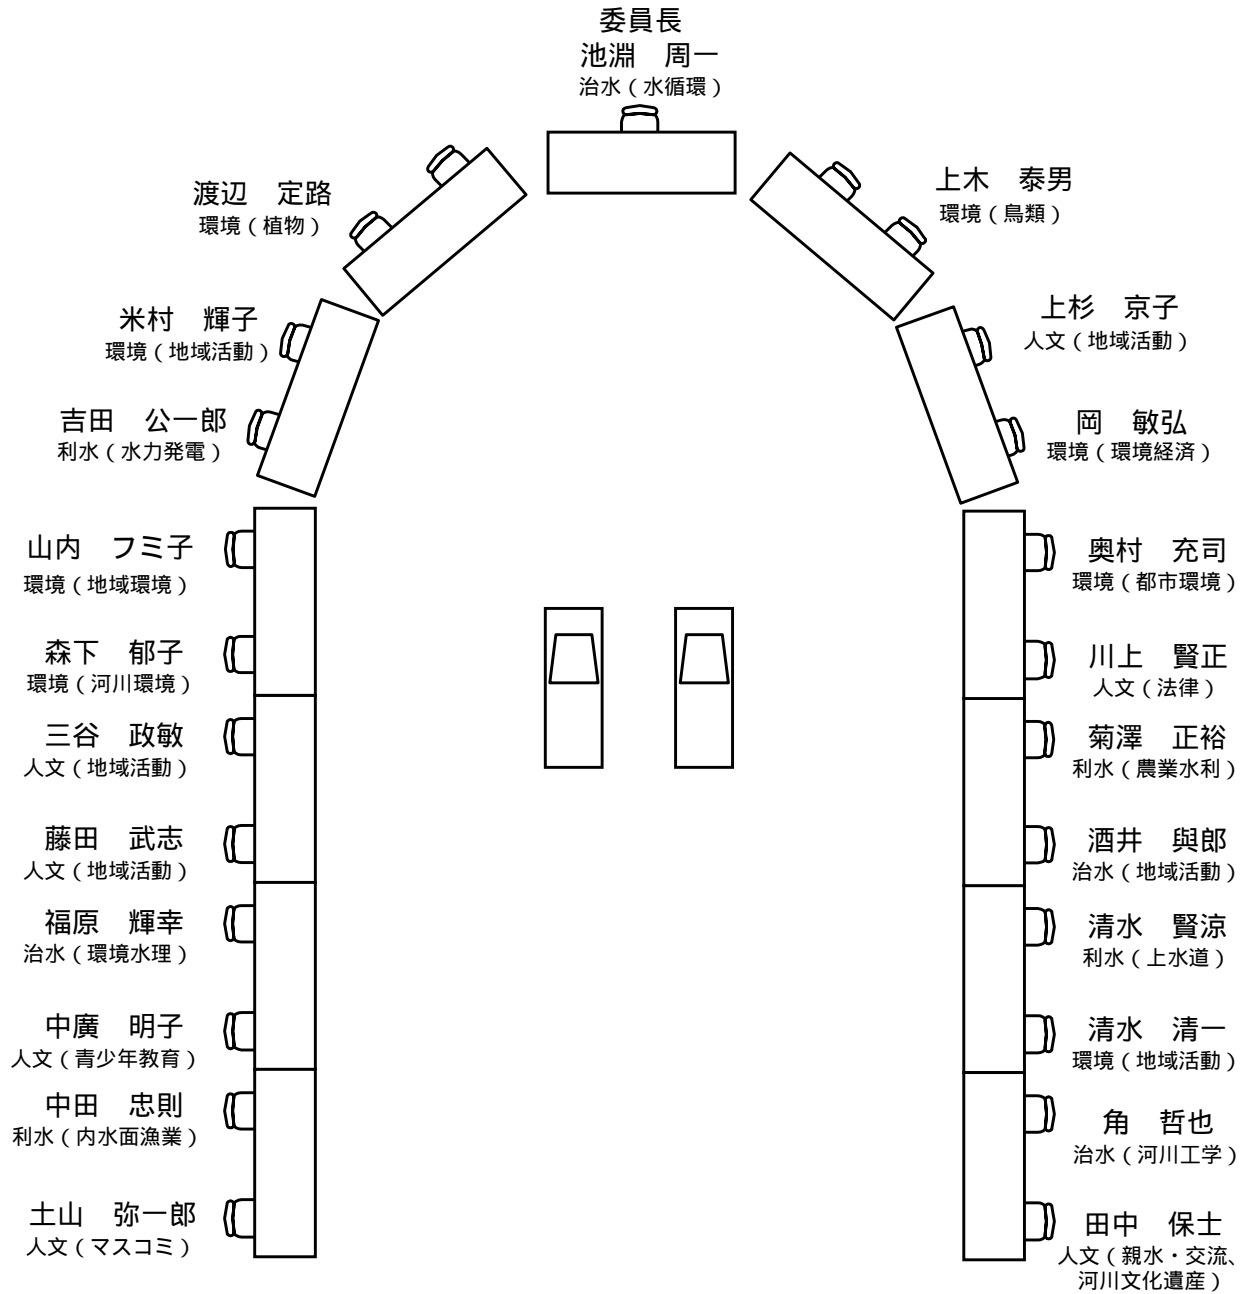 委員長
池淵　周一
治水（水循環）
渡辺　定路
環境（植物）
上木　泰男
環境（鳥類）
米村　輝子
環境（地域活動）
上杉　京子
人文（地域活動）
吉田　公一郎
利水（水力発電）
岡　敏弘
環境（環境経済）
山内　フミ子
環境（地域環境）
奥村　充司
環境（都市環境）
森下　郁子
環境（河川環境）
川上　賢正
人文（法律）
三谷　政敏
人文（地域活動）
菊澤　正裕
利水（農業水利）
藤田　武志
人文（地域活動）
酒井　與郎
治水（地域活動）
福原　輝幸
治水（環境水理）
清水　賢涼
利水（上水道）
中廣　明子
人文（青少年教育）
清水　清一
環境（地域活動）
中田　忠則
利水（内水面漁業）
角　哲也
治水（河川工学）
土山　弥一郎
人文（マスコミ）
田中　保士
人文（親水・交流、
河川文化遺産）